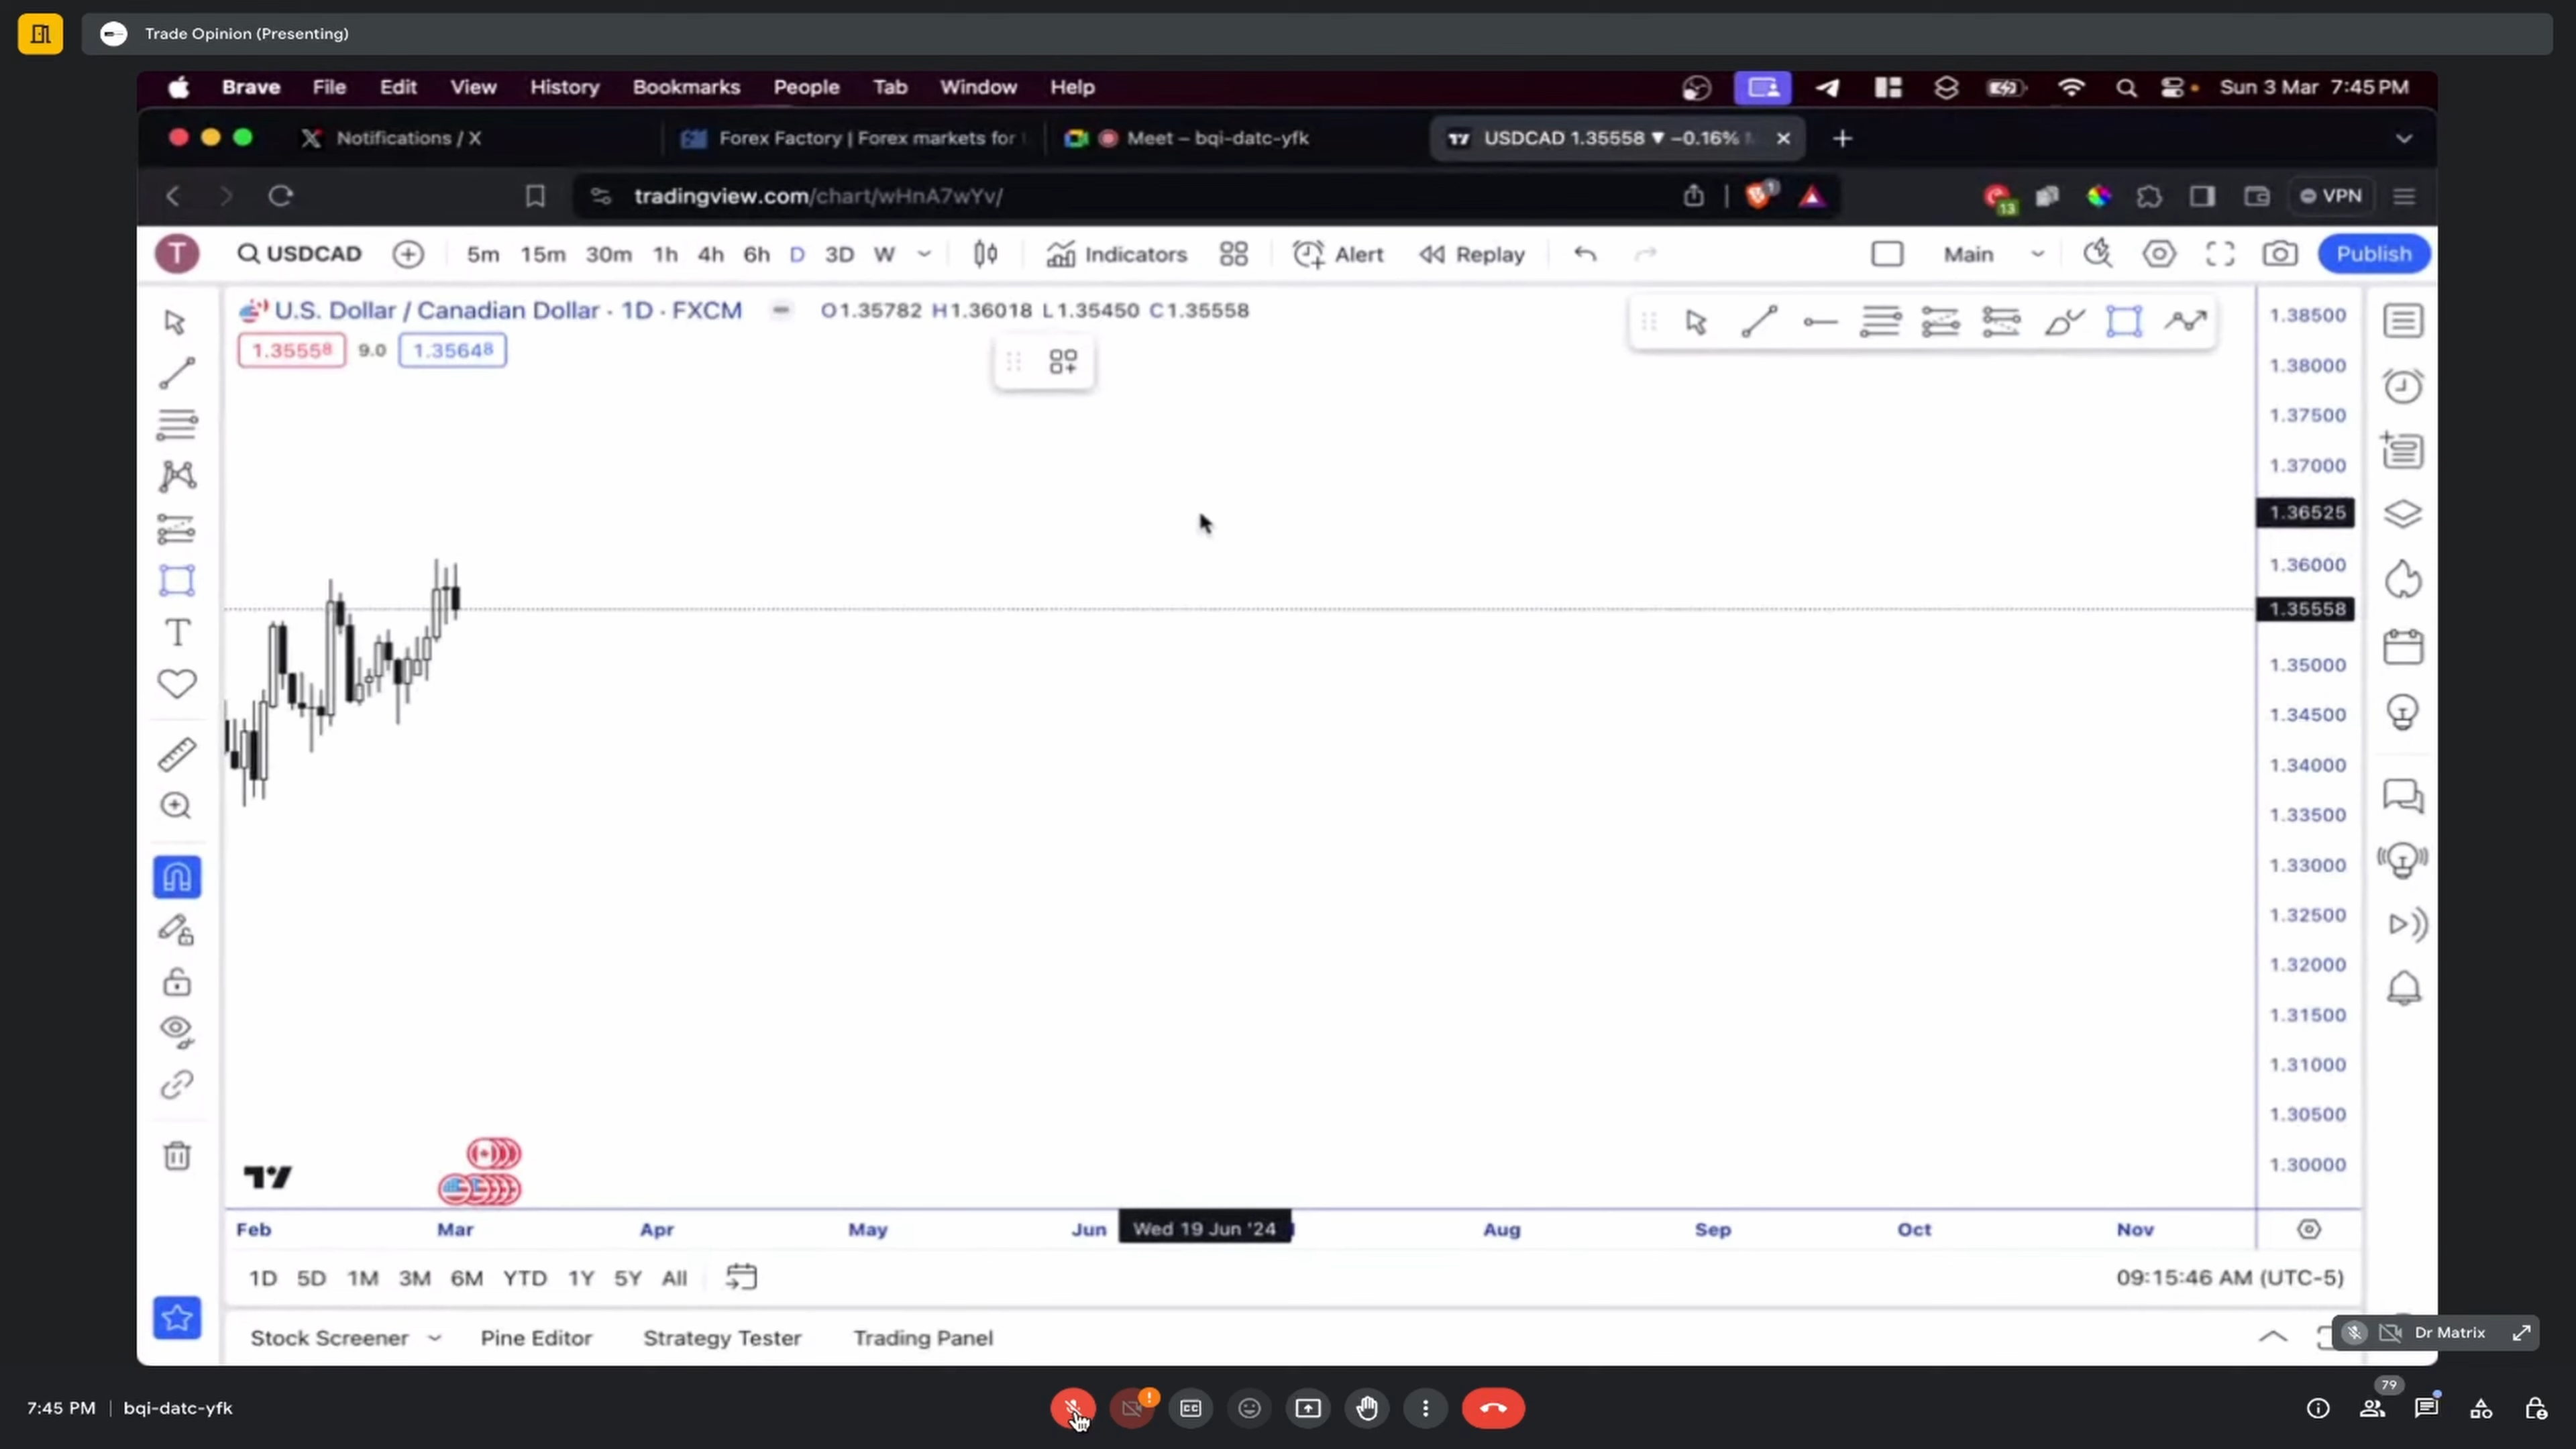 Trade Opinion (Presenting)
Brave File Edit View History Bookmarks People Tab Window Help Sun 3 Mar 7:45 PM
Notifications / X Forex Factory | Forex markets for Meet – bqi-datc-yfk USDCAD 1.35558 ▼ −0.16%
tradingview.com/chart/wHnA7wYv/ 1 13 VPN
T USDCAD 5m 15m 30m 1h 4h 6h D 3D W Indicators Alert Replay Main Publish
U.S. Dollar / Canadian Dollar · 1D · FXCM O1.35782 H1.36018 L1.35450 C1.35558
1.35558 9.0 1.35648
1.38500
1.38000
1.37500
1.37000
1.36525
1.36000
1.35558
1.35000
1.34500
1.34000
1.33500
1.33000
1.32500
1.32000
1.31500
1.31000
1.30500
1.30000
Feb Mar Apr May Jun Wed 19 Jun '24 Aug Sep Oct Nov
1D 5D 1M 3M 6M YTD 1Y 5Y All 09:15:46 AM (UTC-5)
Stock Screener Pine Editor Strategy Tester Trading Panel
Dr Matrix
7:45 PM | bqi-datc-yfk 79